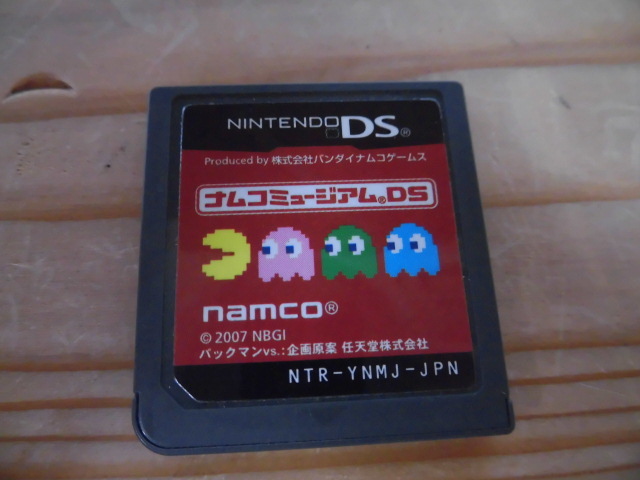 NINTENDO DS®
Produced by 株式会社バンダイナムコゲームス
ナムコミュージアム®DS
namco®
© 2007 NBGI
パックマンvs.:企画原案 任天堂株式会社
NTR-YNMJ-JPN